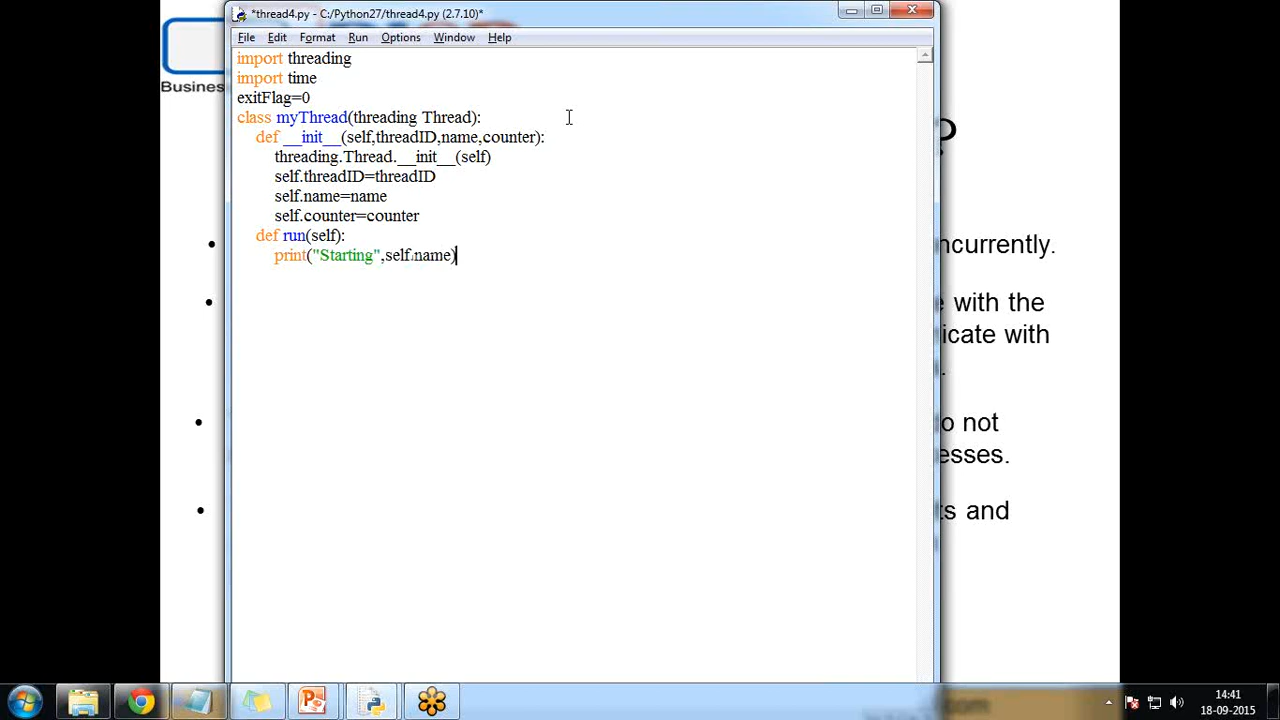 *thread4.py - C:/Python27/thread4.py (2.7.10)*
File Edit Format Run Options Window Help
import threading
import time
exitFlag=0
class myThread(threading Thread):
def __init__(self,threadID,name,counter):
threading.Thread.__init__(self)
self.threadID=threadID
self.name=name
self.counter=counter
def run(self):
print("Starting",self.name)
Busines
?
• ncurrently.
• with the
icate with
.
• o not
esses.
• ts and
14:41
18-09-2015